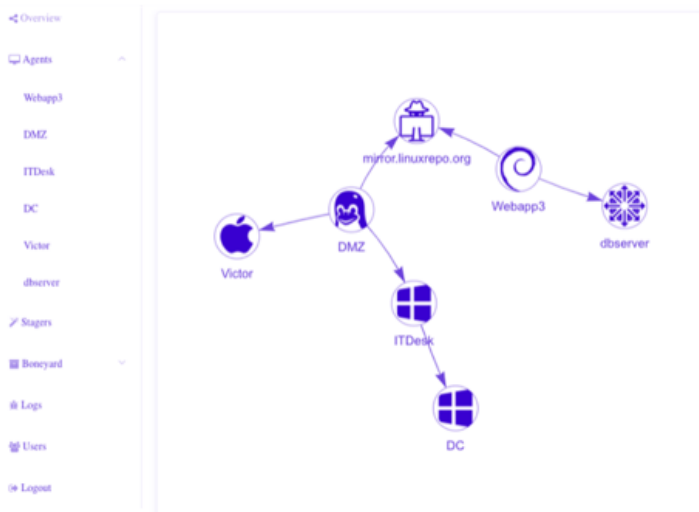 Overview
Agents
Webapp3
DMZ
ITDesk
DC
Victor
dbserver
Stagers
Boneyard
Logs
Users
Logout
mirror.linuxrepo.org
Webapp3
dbserver
DMZ
Victor
ITDesk
DC